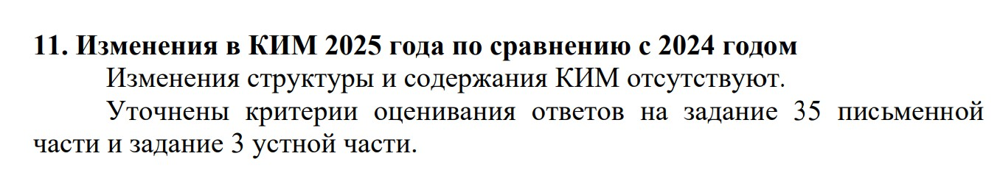 11. Изменения в КИМ 2025 года по сравнению с 2024 годом
Изменения структуры и содержания КИМ отсутствуют.
Уточнены критерии оценивания ответов на задание 35 письменной
части и задание 3 устной части.